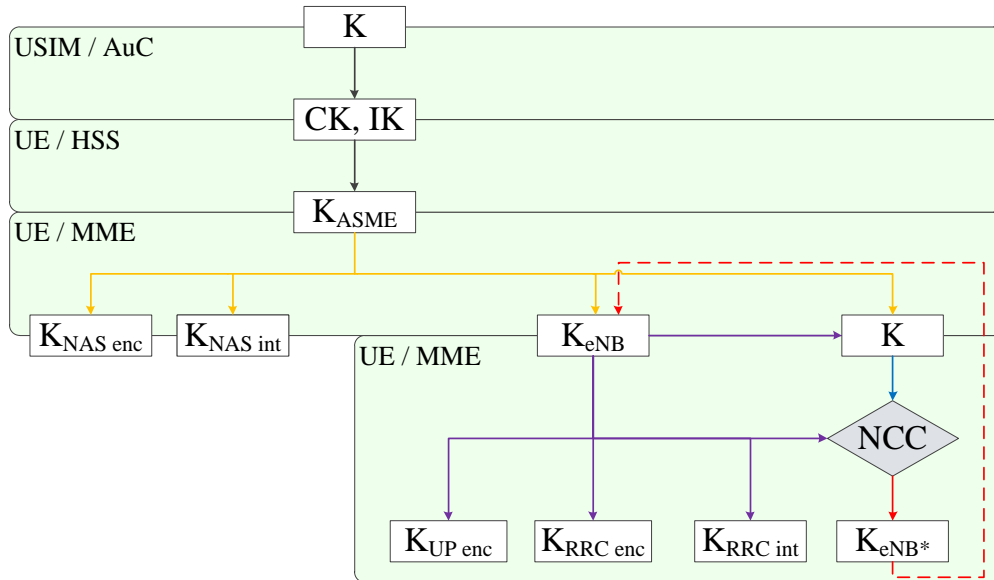 K
USIM / AuC
CK, IK
UE / HSS
KASME
UE / MME
KNAS enc
KNAS int
KeNB
K
UE / MME
NCC
KUP enc
KRRC enc
KRRC int
KeNB*